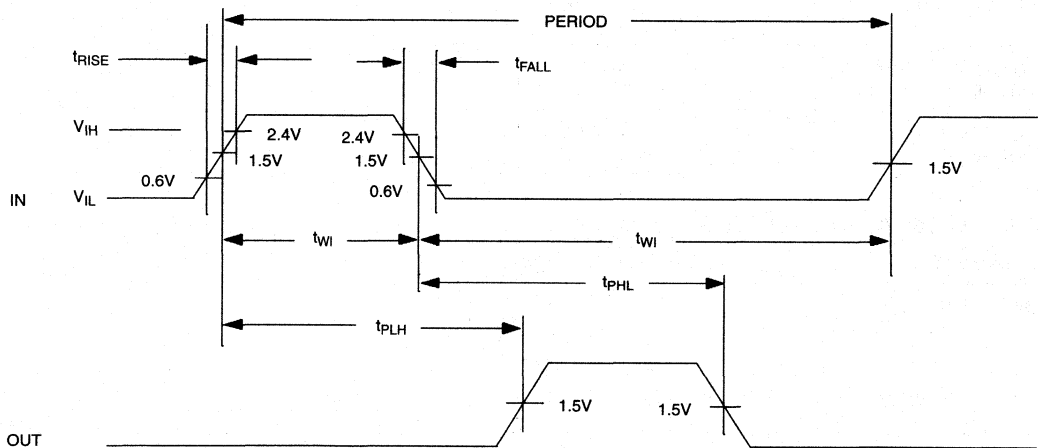 PERIOD
tRISE
tFALL
VIH
2.4V
2.4V
1.5V
1.5V
1.5V
0.6V
0.6V
IN
VIL
tWI
tWI
tPHL
tPLH
1.5V
1.5V
OUT